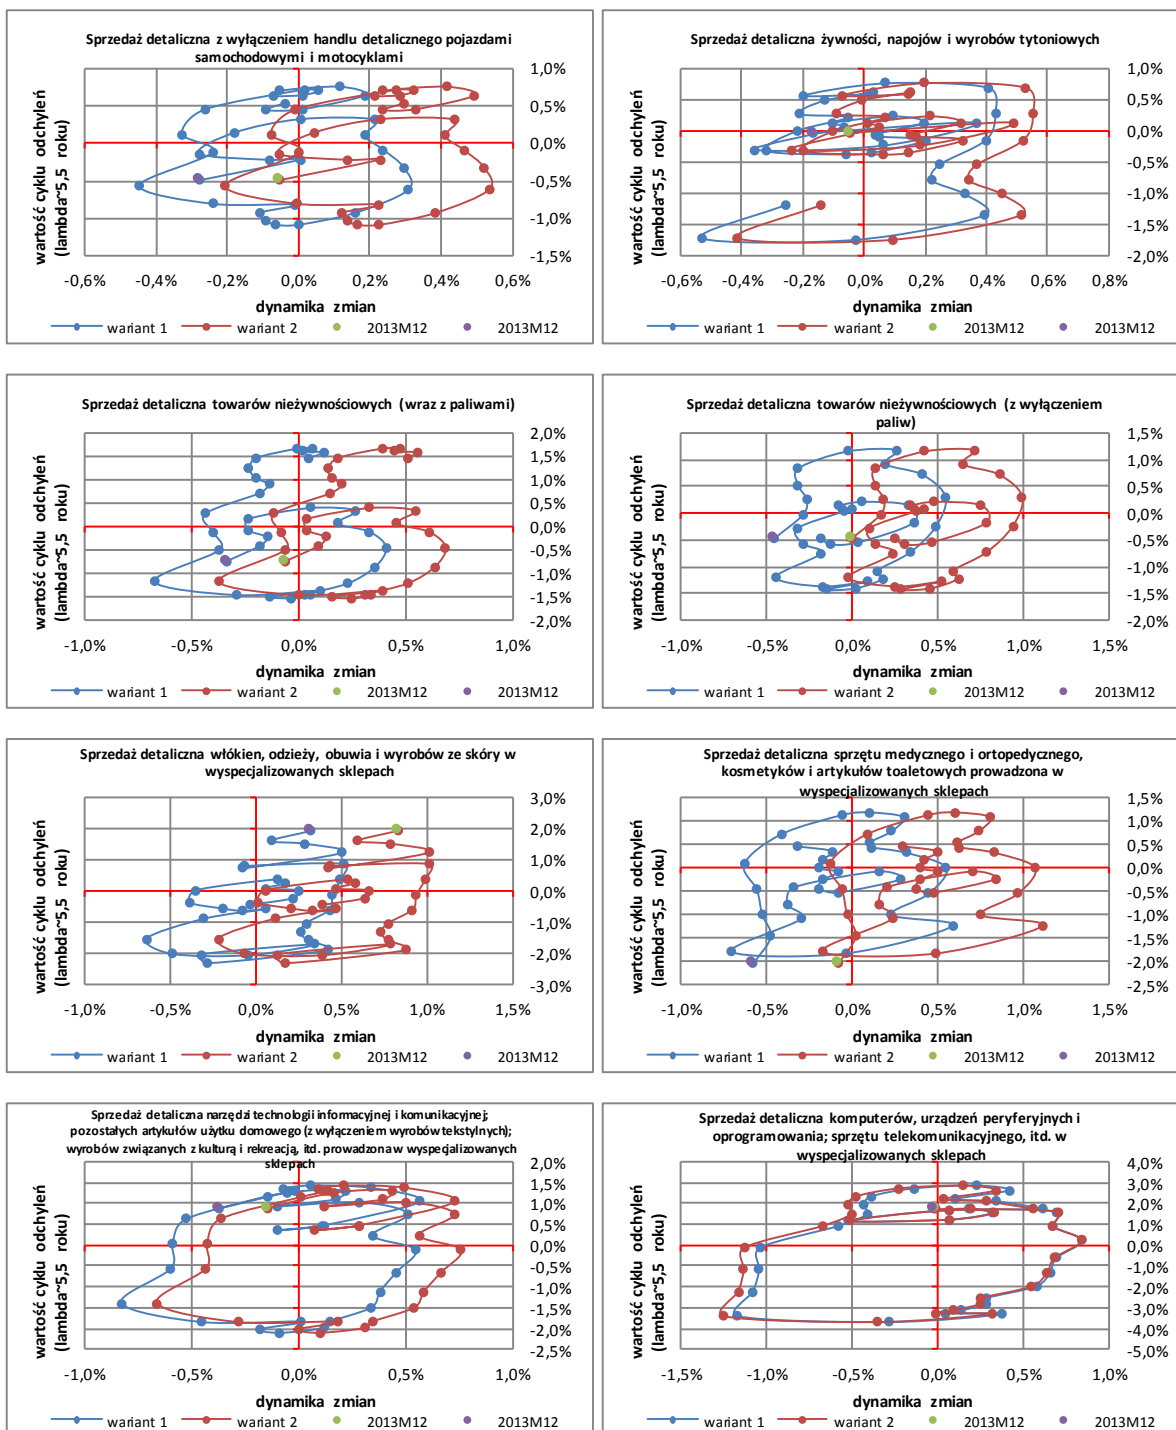 Sprzedaż detaliczna z wyłączeniem handlu detalicznego pojazdami
samochodowymi i motocyklami
wartość cyklu odchyleń
(lambda~5,5 roku)
1,0%
0,5%
0,0%
-0,5%
-1,0%
-1,5%
-0,6% -0,4% -0,2% 0,0% 0,2% 0,4% 0,6%
dynamika zmian
wariant 1 wariant 2 2013M12 2013M12
Sprzedaż detaliczna żywności, napojów i wyrobów tytoniowych
wartość cyklu odchyleń
(lambda~5,5 roku)
1,0%
0,5%
0,0%
-0,5%
-1,0%
-1,5%
-2,0%
-0,6% -0,4% -0,2% 0,0% 0,2% 0,4% 0,6% 0,8%
dynamika zmian
wariant 1 wariant 2 2013M12 2013M12
Sprzedaż detaliczna towarów nieżywnościowych (wraz z paliwami)
wartość cyklu odchyleń
(lambda~5,5 roku)
2,0%
1,5%
1,0%
0,5%
0,0%
-0,5%
-1,0%
-1,5%
-2,0%
-1,0% -0,5% 0,0% 0,5% 1,0%
dynamika zmian
wariant 1 wariant 2 2013M12 2013M12
Sprzedaż detaliczna towarów nieżywnościowych (z wyłączeniem
paliw)
wartość cyklu odchyleń
(lambda~5,5 roku)
1,5%
1,0%
0,5%
0,0%
-0,5%
-1,0%
-1,5%
-2,0%
-1,0% -0,5% 0,0% 0,5% 1,0% 1,5%
dynamika zmian
wariant 1 wariant 2 2013M12 2013M12
Sprzedaż detaliczna włókien, odzieży, obuwia i wyrobów ze skóry w
wyspecjalizowanych sklepach
wartość cyklu odchyleń
(lambda~5,5 roku)
3,0%
2,0%
1,0%
0,0%
-1,0%
-2,0%
-3,0%
-1,0% -0,5% 0,0% 0,5% 1,0% 1,5%
dynamika zmian
wariant 1 wariant 2 2013M12 2013M12
Sprzedaż detaliczna sprzętu medycznego i ortopedycznego,
kosmetyków i artykułów toaletowych prowadzona w
wyspecjalizowanych sklepach
wartość cyklu odchyleń
(lambda~5,5 roku)
1,5%
1,0%
0,5%
0,0%
-0,5%
-1,0%
-1,5%
-2,0%
-2,5%
-1,0% -0,5% 0,0% 0,5% 1,0% 1,5%
dynamika zmian
wariant 1 wariant 2 2013M12 2013M12
Sprzedaż detaliczna narzędzi technologii informacyjnej i komunikacyjnej;
pozostałych artykułów użytku domowego (z wyłączeniem wyrobów tekstylnych);
wyrobów związanych z kulturą i rekreacją, itd. prowadzona w wyspecjalizowanych
sklepach
wartość cyklu odchyleń
(lambda~5,5 roku)
2,0%
1,5%
1,0%
0,5%
0,0%
-0,5%
-1,0%
-1,5%
-2,0%
-2,5%
-1,0% -0,5% 0,0% 0,5% 1,0%
dynamika zmian
wariant 1 wariant 2 2013M12 2013M12
Sprzedaż detaliczna komputerów, urządzeń peryferyjnych i
oprogramowania; sprzętu telekomunikacyjnego, itd. w
wyspecjalizowanych sklepach
wartość cyklu odchyleń
(lambda~5,5 roku)
4,0%
3,0%
2,0%
1,0%
0,0%
-1,0%
-2,0%
-3,0%
-4,0%
-5,0%
-1,5% -1,0% -0,5% 0,0% 0,5% 1,0%
dynamika zmian
wariant 1 wariant 2 2013M12 2013M12